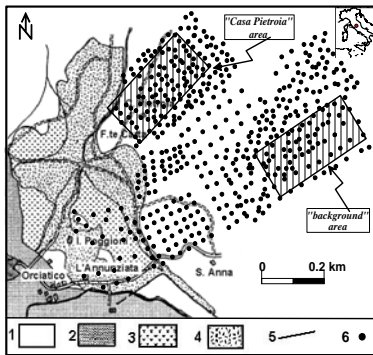 N
"Casa Pietroia"
area
F.te C
"background"
area
I. Poggioni
Orciatico
L'Annunziata
S. Anna
0 0.2 km
1 2 3 4 5 6